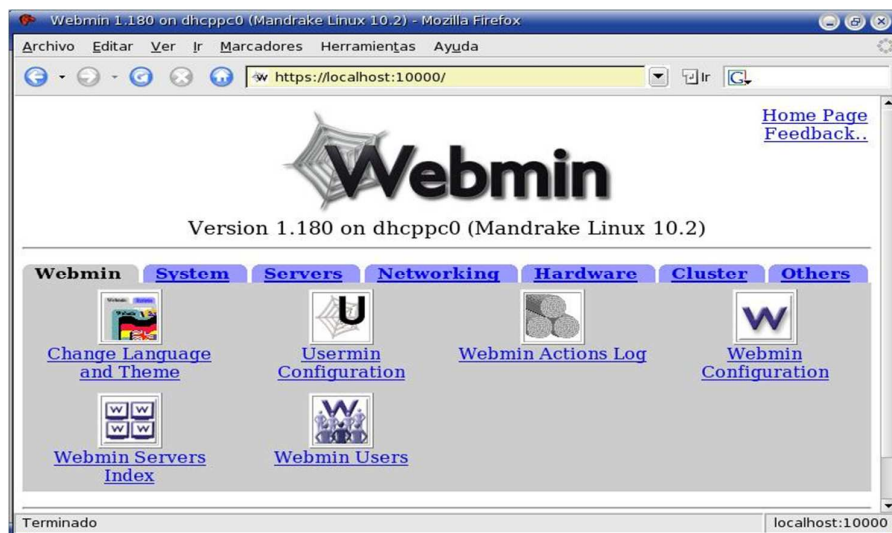 Webmin 1.180 on dhcppc0 (Mandrake Linux 10.2) - Mozilla Firefox
Archivo Editar Ver Ir Marcadores Herramientas Ayuda
https://localhost:10000/ Ir G
Home Page
Feedback..
Webmin
Version 1.180 on dhcppc0 (Mandrake Linux 10.2)
Webmin System Servers Networking Hardware Cluster Others
Change Language
and Theme
Usermin
Configuration
Webmin Actions Log
Webmin
Configuration
Webmin Servers
Index
Webmin Users
Terminado localhost:10000